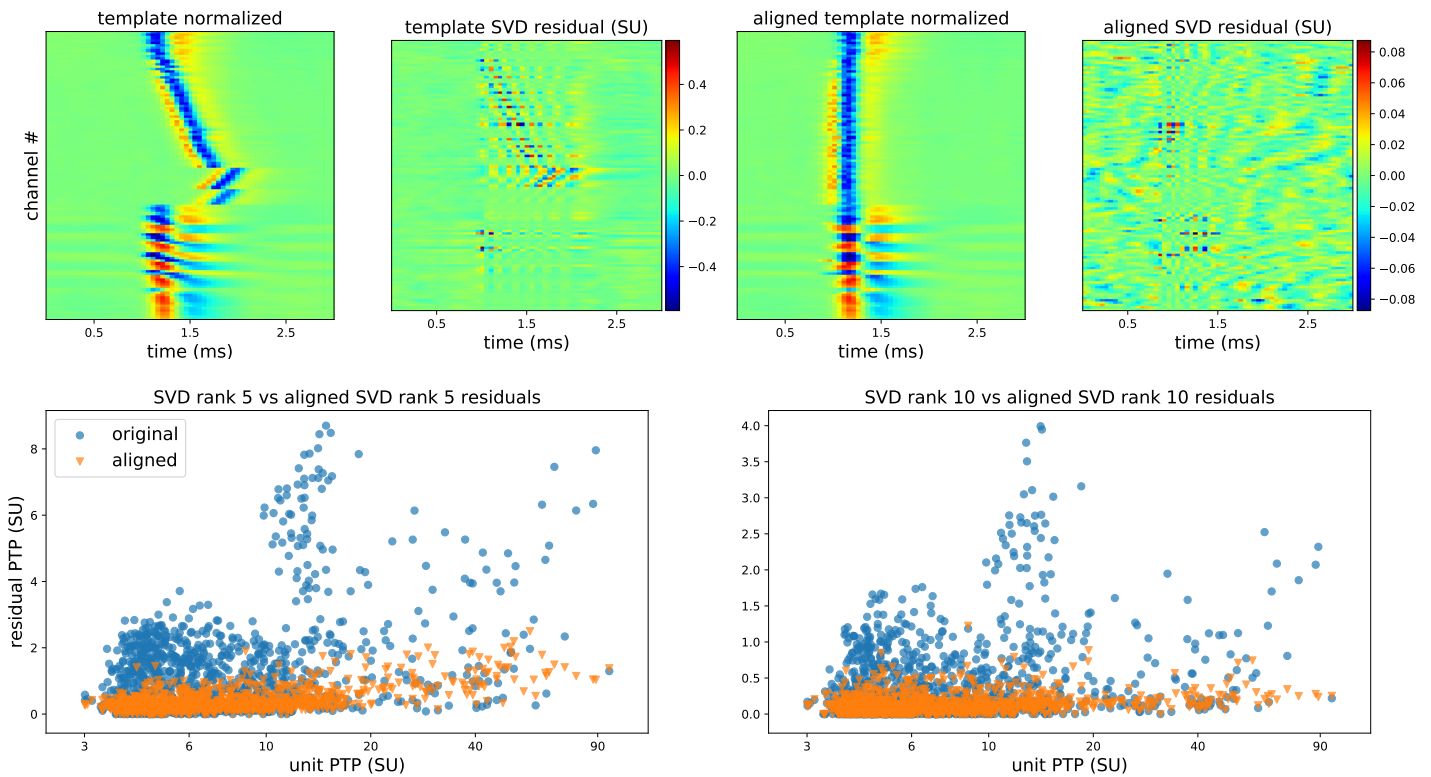 template normalized
template SVD residual (SU)
aligned template normalized
aligned SVD residual (SU)
channel #
0.4
0.2
0.0
−0.2
−0.4
0.08
0.06
0.04
0.02
0.00
−0.02
−0.04
−0.06
−0.08
0.5 1.5 2.5
time (ms)
0.5 1.5 2.5
time (ms)
0.5 1.5 2.5
time (ms)
0.5 1.5 2.5
time (ms)
SVD rank 5 vs aligned SVD rank 5 residuals
original
aligned
residual PTP (SU)
8
6
4
2
0
3 6 10 20 40 90
unit PTP (SU)
SVD rank 10 vs aligned SVD rank 10 residuals
4.0
3.5
3.0
2.5
2.0
1.5
1.0
0.5
0.0
3 6 10 20 40 90
unit PTP (SU)